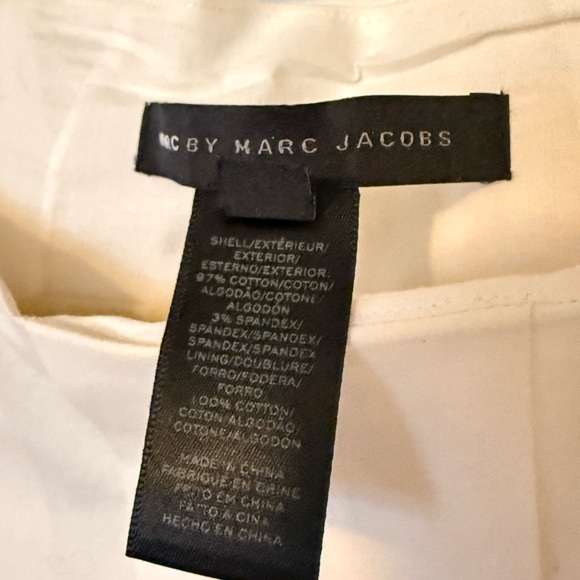 MARC BY MARC JACOBS
SHELL/EXTÉRIEUR/
EXTERIOR/
ESTERNO/EXTERIOR
97% COTTON/COTON/
ALGODÃO/COTONE/
ALGODÓN
3% SPANDEX/
SPANDEX/SPANDEX/
SPANDEX/SPANDEX
LINING/DOUBLURE/
FORRO/FODERA/
FORRO
100% COTTON/
COTON/ALGODÃO/
COTONE/ALGODÓN
MADE IN CHINA
FABRIQUÉ EN CHINE
FEITO EM CHINA
FATTO A CINA
HECHO EN CHINA